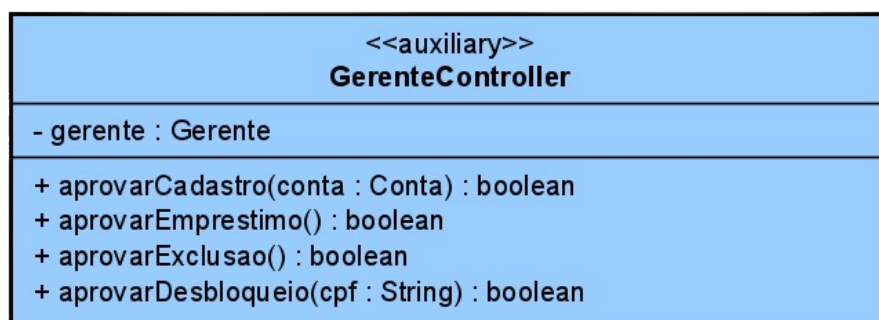 <<auxiliary>>
GerenteController
- gerente : Gerente
+ aprovarCadastro(conta : Conta) : boolean
+ aprovarEmprestimo() : boolean
+ aprovarExclusao() : boolean
+ aprovarDesbloqueio(cpf : String) : boolean